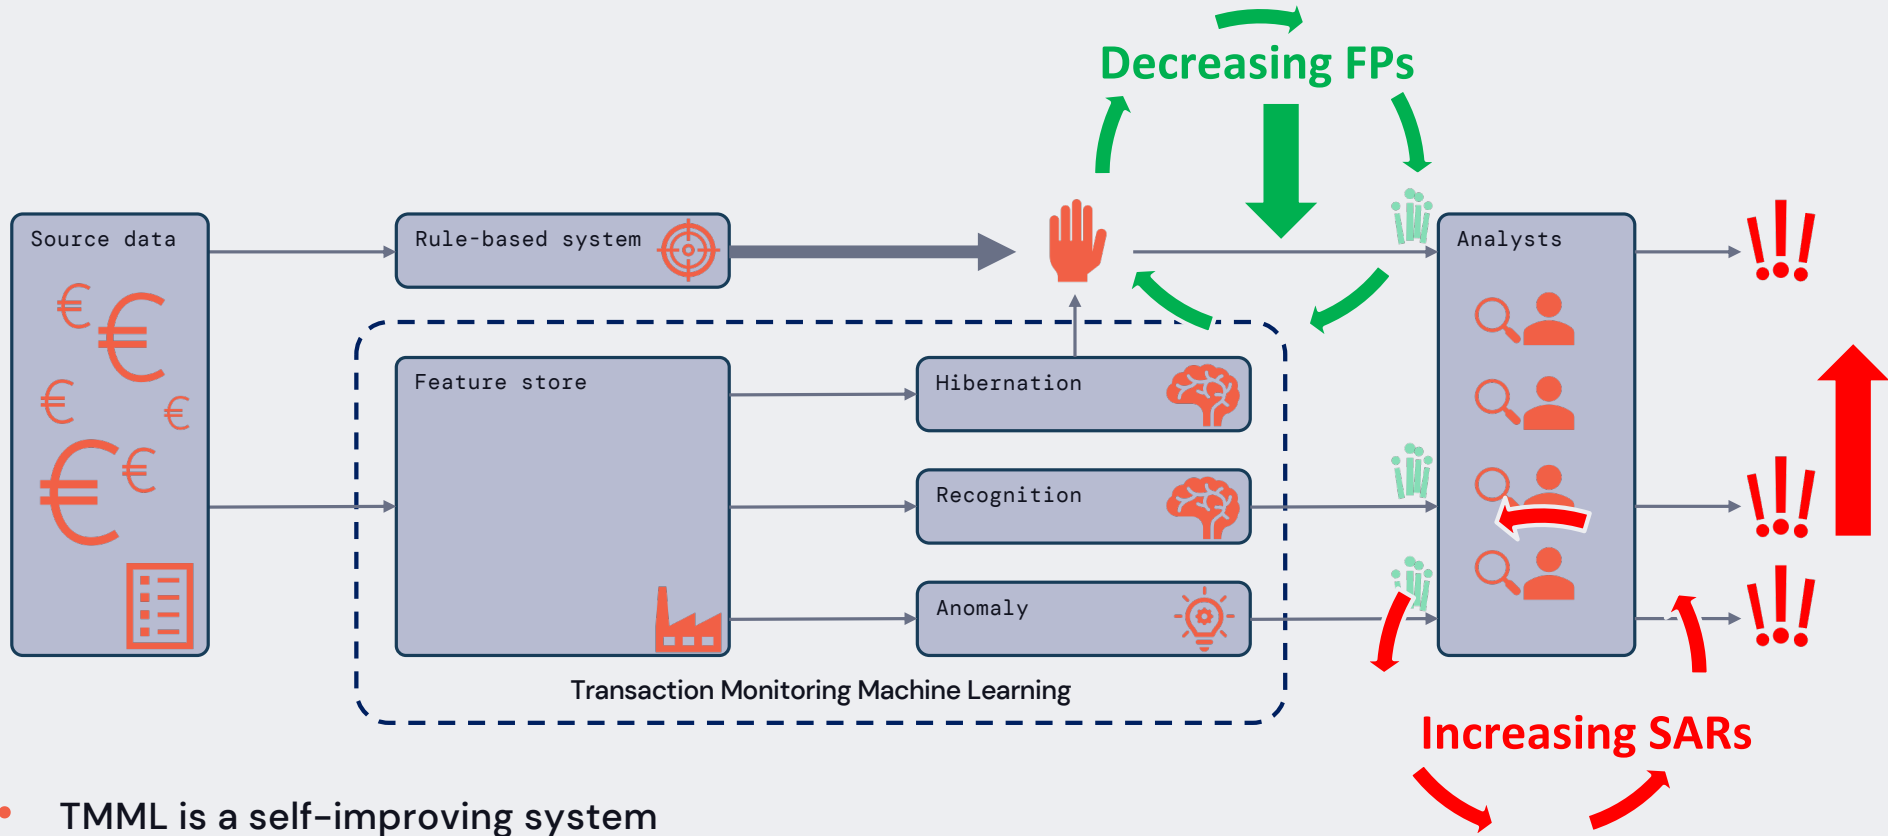 Decreasing FPs
Source data
Rule-based system
Analysts
Feature store
Hibernation
Recognition
Anomaly
Transaction Monitoring Machine Learning
Increasing SARs
• TMML is a self-improving system